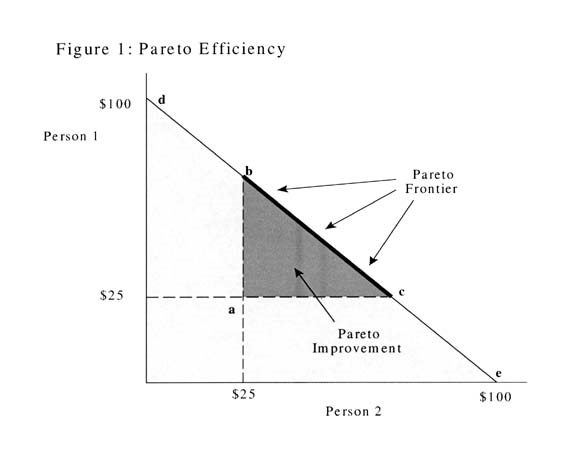 Figure 1: Pareto Efficiency
$100
d
Person 1
b
Pareto
Frontier
$25
a
c
Pareto
Improvement
e
$25
$100
Person 2